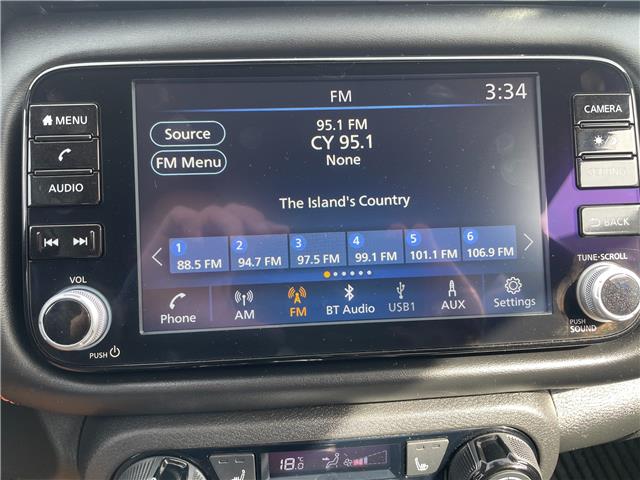 FM
3:34
MENU
AUDIO
VOL
PUSH
Source
FM Menu
95.1 FM
CY 95.1
None
The Island's Country
1 2 3 4 5 6
88.5 FM 94.7 FM 97.5 FM 99.1 FM 101.1 FM 106.9 FM
Phone AM FM BT Audio USB1 AUX Settings
CAMERA
BACK
TUNE•SCROLL
PUSH
SOUND
18.0 °C